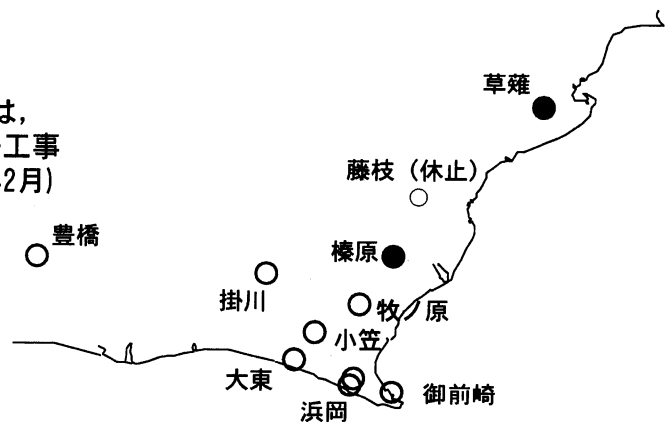 草薙
は,
工事
2月)
藤枝（休止）
豊橋
榛原
掛川
牧ノ原
小笠
大東
浜岡
御前崎